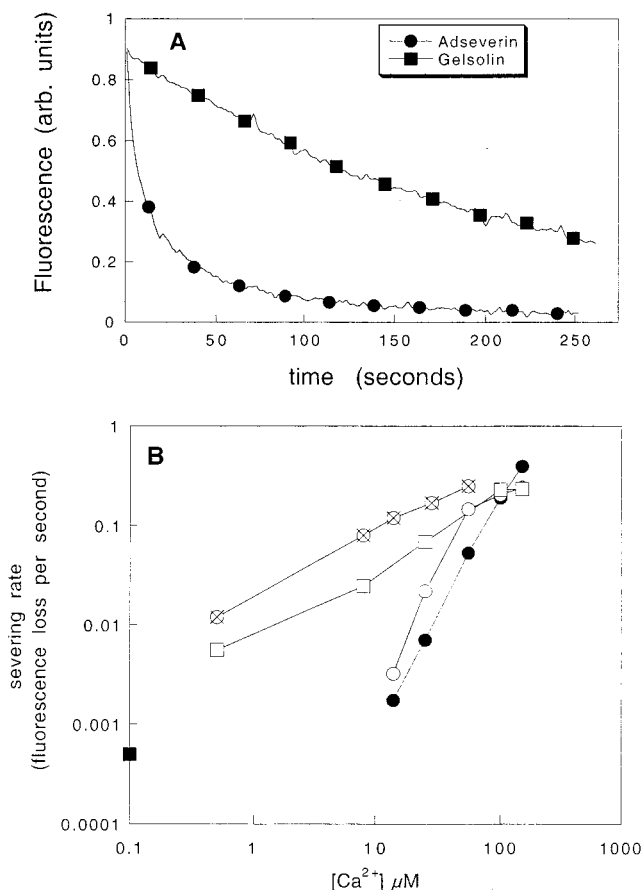 A
Adseverin
Gelsolin
Fluorescence (arb. units)
1
0.8
0.6
0.4
0.2
0
0 50 100 150 200 250
time (seconds)
B
severing rate
(fluorescence loss per second)
1
0.1
0.01
0.001
0.0001
0.1 1 10 100 1000
[Ca²⁺] μM